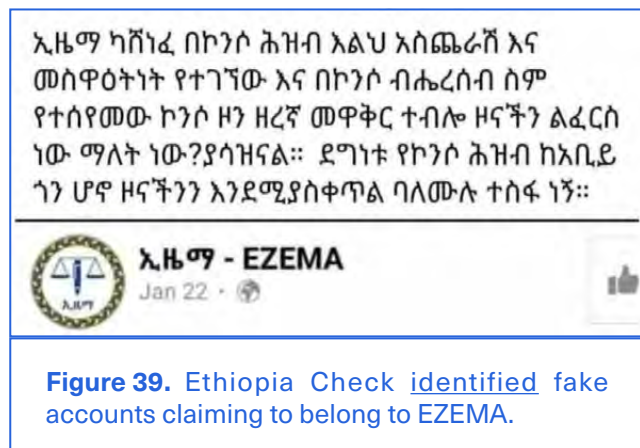 ኢዜማ ካሸነፈ በኮንሶ ሕዝብ እልህ አስጨራሽ እና
መስዋዕትነት የተገኘው እና በኮንሶ ብሔረሰብ ስም
የተሰየመው ኮንሶ ዞን ዘረኛ መዋቅር ተብሎ ዞናችን ልፈርስ
ነው ማለት ነው?ያሳዝናል። ደግነቱ የኮንሶ ሕዝብ ከአቢይ
ጎን ሆኖ ዞናችንን እንደሚያስቀጥል ባለሙሉ ተስፋ ነኝ።
ኢዜማ
ኢዜማ - EZEMA
Jan 22 ·
Figure 39. Ethiopia Check identified fake
accounts claiming to belong to EZEMA.